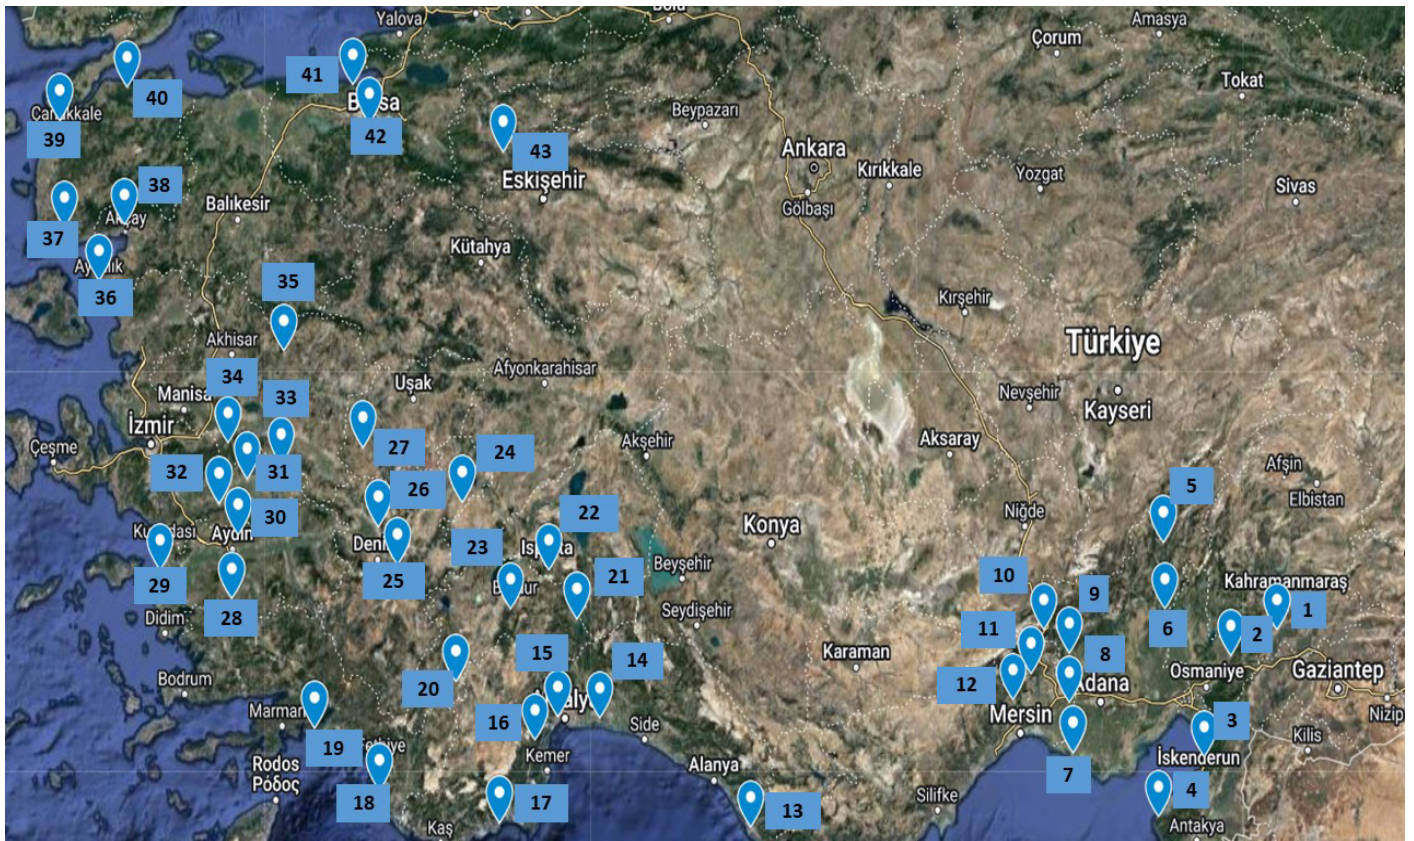 Yalova
Bolu
Amasya
Çorum
Tokat
41
40
Çanakkale
39
Bursa
42
43
Beypazarı
Ankara
Kırıkkale
Yozgat
Sivas
Eskişehir
Gölbaşı
38
Akçay
37
Balıkesir
Ayvalık
36
Kütahya
35
Kırşehir
Türkiye
Akhisar
34
Manisa
33
Uşak
Afyonkarahisar
Nevşehir
Kayseri
İzmir
Çeşme
27
24
Akşehir
Aksaray
Afşin
Elbistan
32
31
26
5
30
Kuşadası
Aydın
Denizli
25
23
22
Isparta
Konya
Niğde
29
28
Burdur
21
Beyşehir
10
9
Kahramanmaraş
1
Didim
Seydişehir
11
6
2
Bodrum
20
15
14
Karaman
12
8
Adana
Osmaniye
Gaziantep
Nizip
16
Antalya
Side
Mersin
3
19
Fethiye
Kemer
Rodos
Ρόδος
18
17
Alanya
13
Silifke
7
İskenderun
4
Kilis
Kaş
Antakya